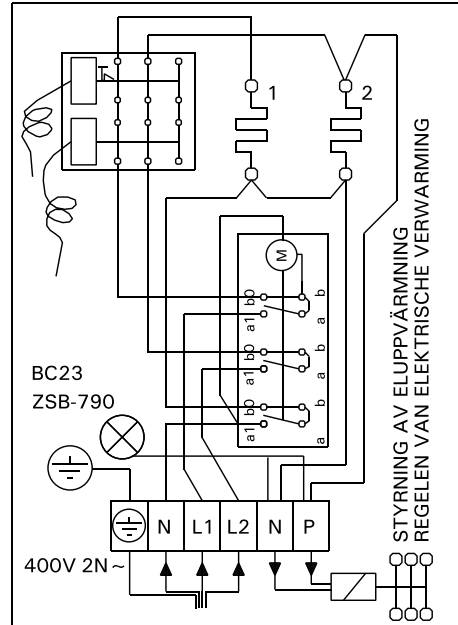 1
2
M
b0
b
a1
a
b0
b
a1
a
b0
b
a1
a
BC23
ZSB-790
STYRNING AV ELUPPVÄRMNING
REGELEN VAN ELEKTRISCHE VERWARMING
N L1 L2 N P
400V 2N~